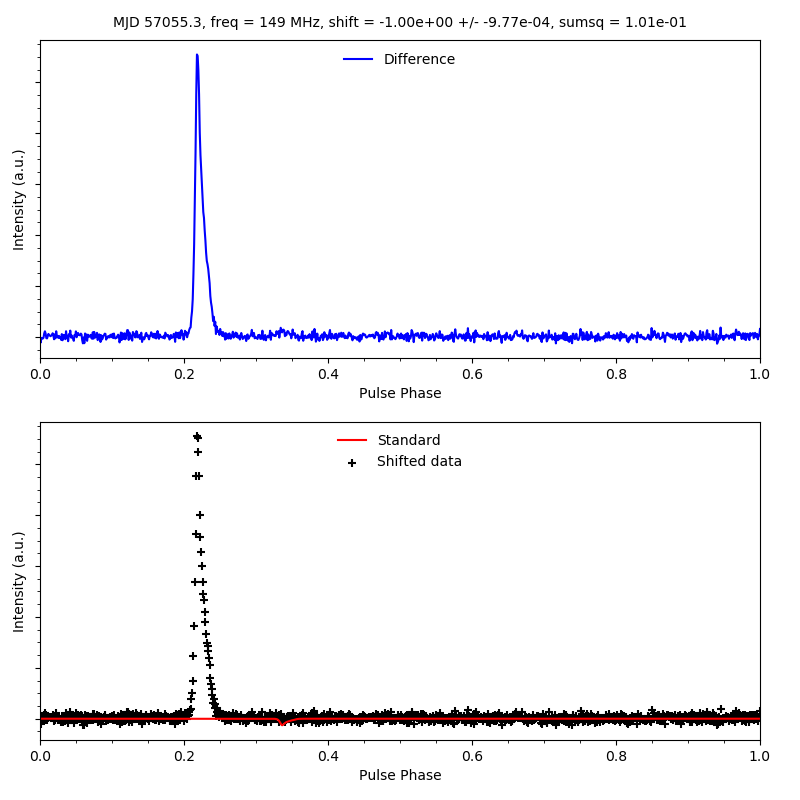 MJD 57055.3, freq = 149 MHz, shift = -1.00e+00 +/- -9.77e-04, sumsq = 1.01e-01
Difference
Intensity (a.u.)
0.0 0.2 0.4 0.6 0.8 1.0
Pulse Phase
Standard
Shifted data
Intensity (a.u.)
0.0 0.2 0.4 0.6 0.8 1.0
Pulse Phase